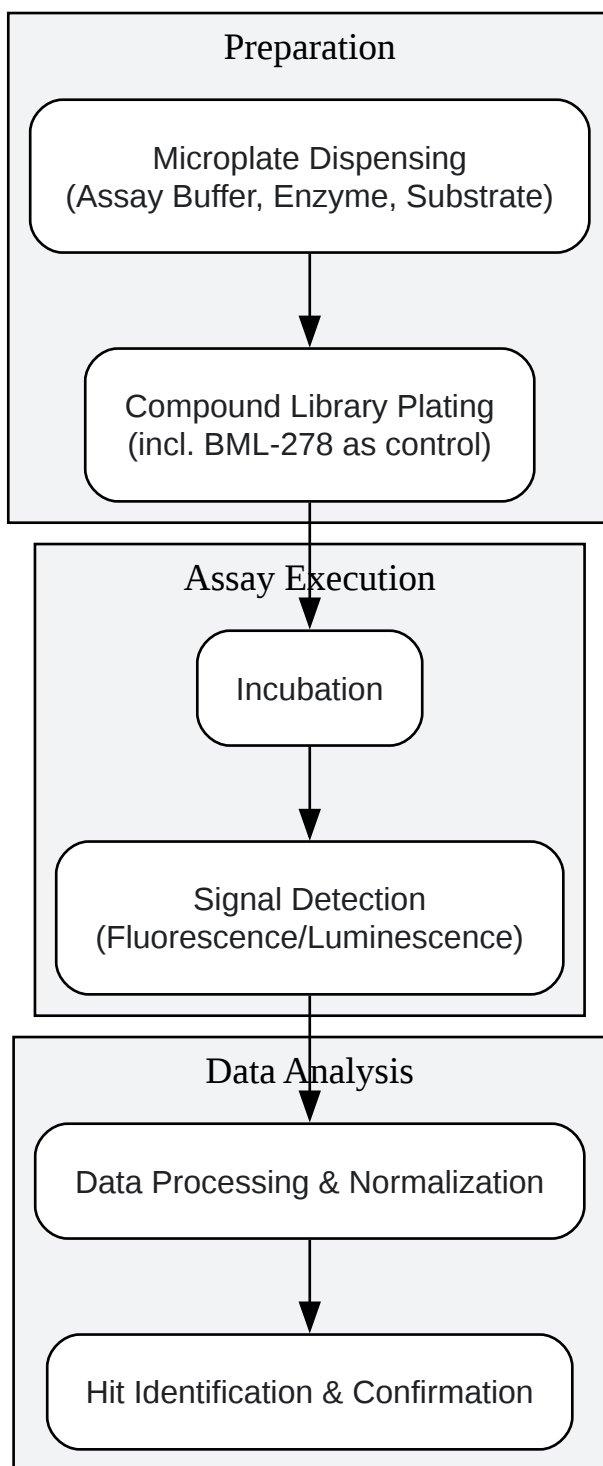 Preparation
Microplate Dispensing
(Assay Buffer, Enzyme, Substrate)
Compound Library Plating
(incl. BML-278 as control)
Assay Execution
Incubation
Signal Detection
(Fluorescence/Luminescence)
Data Analysis
Data Processing & Normalization
Hit Identification & Confirmation